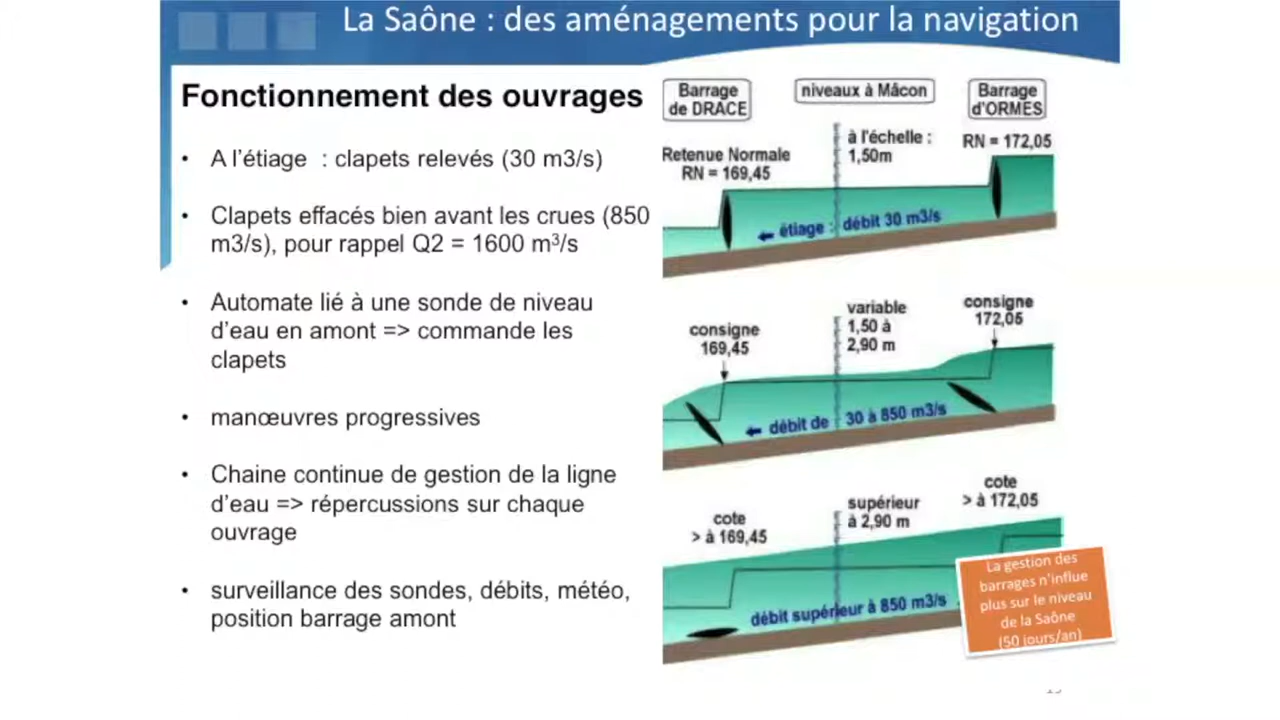 La Saône : des aménagements pour la navigation
Fonctionnement des ouvrages
• A l'étiage : clapets relevés (30 m3/s)
• Clapets effacés bien avant les crues (850
m3/s), pour rappel Q2 = 1600 m³/s
• Automate lié à une sonde de niveau
d'eau en amont => commande les
clapets
• manœuvres progressives
• Chaine continue de gestion de la ligne
d'eau => répercussions sur chaque
ouvrage
• surveillance des sondes, débits, météo,
position barrage amont
Barrage
de DRACE
niveaux à Mâcon
Barrage
d'ORMES
Retenue Normale
RN = 169,45
à l'échelle :
1,50m
RN = 172,05
étiage : débit 30 m3/s
consigne
169,45
variable
1,50 à
2,90 m
consigne
172,05
débit de 30 à 850 m3/s
cote
> à 169,45
supérieur
à 2,90 m
cote
> à 172,05
débit supérieur à 850 m3/s
La gestion des
barrages n'influe
plus sur le niveau
de la Saône
(50 jours/an)